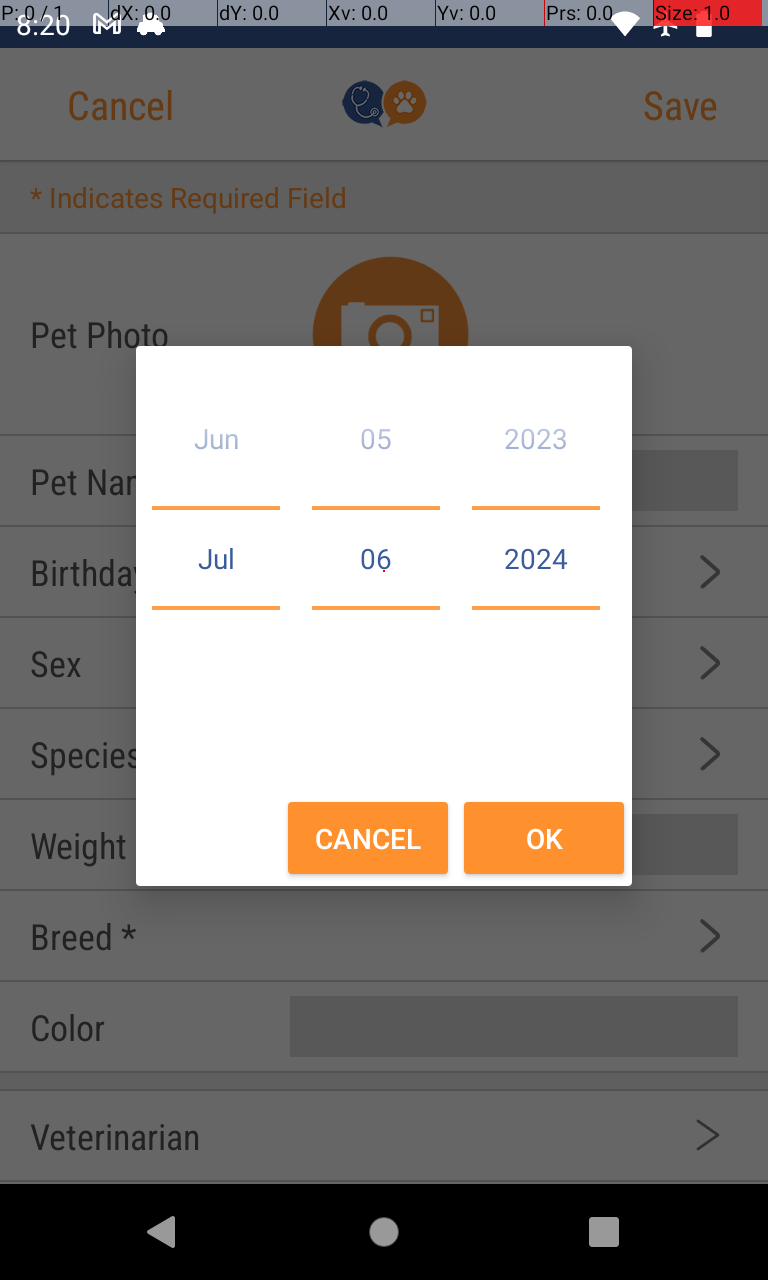 P: 0 / 1 dX: 0.0 dY: 0.0 Xv: 0.0 Yv: 0.0 Prs: 0.0 Size: 1.0
8:20
Cancel Save
* Indicates Required Field
Pet Photo
Jun 05 2023
Pet Nar
Jul 06 2024
Birthday
Sex
Species
CANCEL OK
Weight
Breed *
Color
Veterinarian